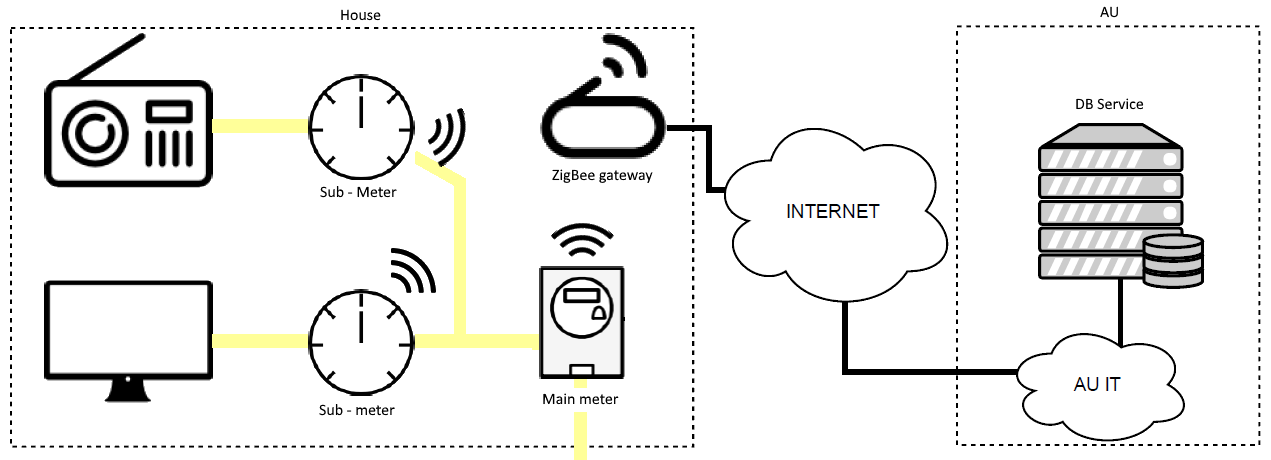 House
AU
DB Service
Sub - Meter
ZigBee gateway
INTERNET
Sub - meter
Main meter
AU IT